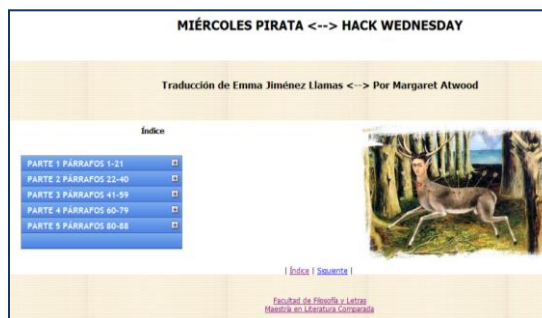 MIÉRCOLES PIRATA <--> HACK WEDNESDAY
Traducción de Emma Jiménez Llamas <--> Por Margaret Atwood
Índice
PARTE 1 PÁRRAFOS 1-21
PARTE 2 PÁRRAFOS 22-40
PARTE 3 PÁRRAFOS 41-59
PARTE 4 PÁRRAFOS 60-79
PARTE 5 PÁRRAFOS 80-88
| Índice | Siguiente |
Facultad de Filosofía y Letras
Maestría en Literatura Comparada